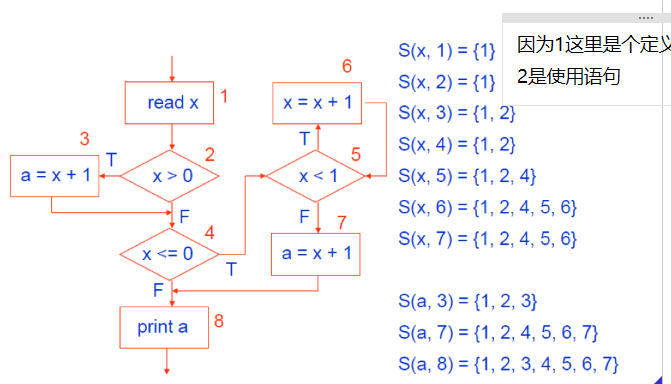 read x
1
2
x > 0
T
F
3
a = x + 1
4
x <= 0
T
F
print a
8
6
x = x + 1
T
5
x < 1
F
7
a = x + 1
S(x, 1) = {1}
S(x, 2) = {1}
S(x, 3) = {1, 2}
S(x, 4) = {1, 2}
S(x, 5) = {1, 2, 4}
S(x, 6) = {1, 2, 4, 5, 6}
S(x, 7) = {1, 2, 4, 5, 6}
S(a, 3) = {1, 2, 3}
S(a, 7) = {1, 2, 4, 5, 6, 7}
S(a, 8) = {1, 2, 3, 4, 5, 6, 7}
因为1这里是个定义
2是使用语句